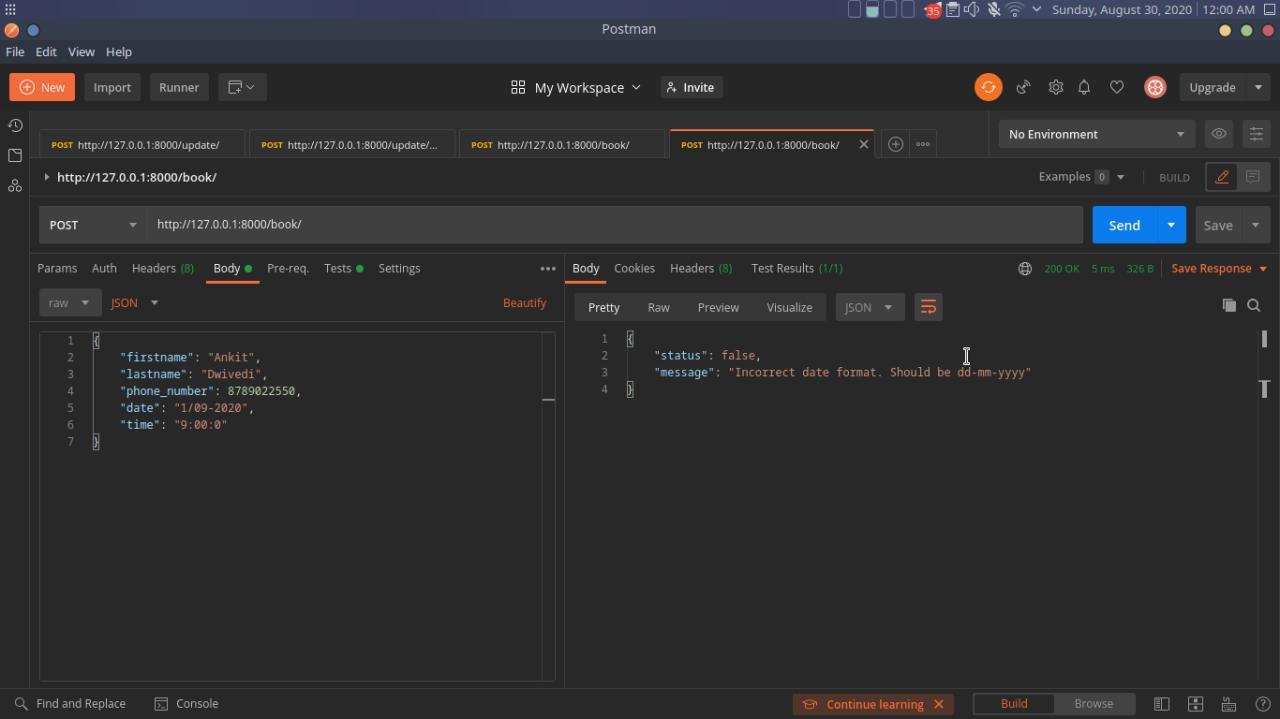 35 Sunday, August 30, 2020 12:00 AM
Postman
File Edit View Help
New Import Runner My Workspace Invite Upgrade
POST http://127.0.0.1:8000/update/ POST http://127.0.0.1:8000/update/... POST http://127.0.0.1:8000/book/ POST http://127.0.0.1:8000/book/ No Environment
http://127.0.0.1:8000/book/ Examples 0 BUILD
POST http://127.0.0.1:8000/book/ Send Save
Params Auth Headers (8) Body Pre-req. Tests Settings
raw JSON Beautify
1 {
2 "firstname": "Ankit",
3 "lastname": "Dwivedi",
4 "phone_number": 8789022550,
5 "date": "1/09-2020",
6 "time": "9:00:0"
7 }
Body Cookies Headers (8) Test Results (1/1) 200 OK 5 ms 326 B Save Response
Pretty Raw Preview Visualize JSON
1 {
2 "status": false,
3 "message": "Incorrect date format. Should be dd-mm-yyyy"
4 }
Find and Replace Console Continue learning Build Browse